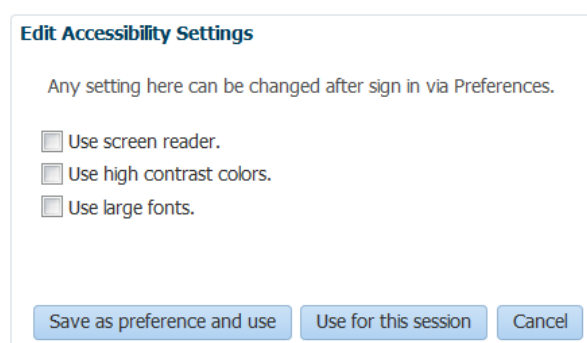 Edit Accessibility Settings
Any setting here can be changed after sign in via Preferences.
Use screen reader.
Use high contrast colors.
Use large fonts.
Save as preference and use Use for this session Cancel